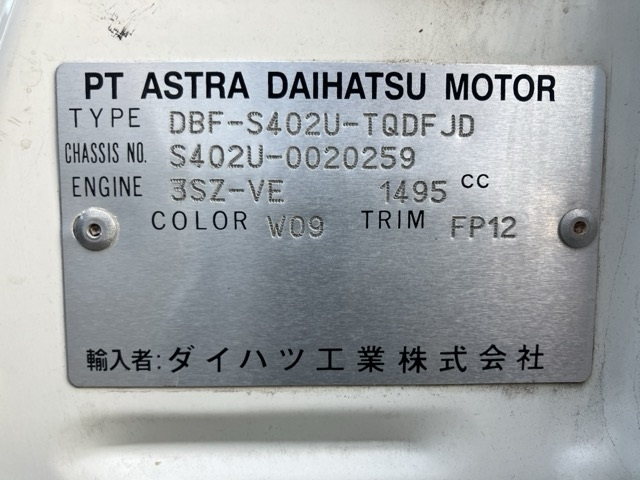 PT ASTRA DAIHATSU MOTOR
TYPE DBF-S402U-TQDFJD
CHASSIS NO. S402U-0020259
ENGINE 3SZ-VE 1495 CC
COLOR W09 TRIM FP12
輸入者:ダイハツ工業株式会社